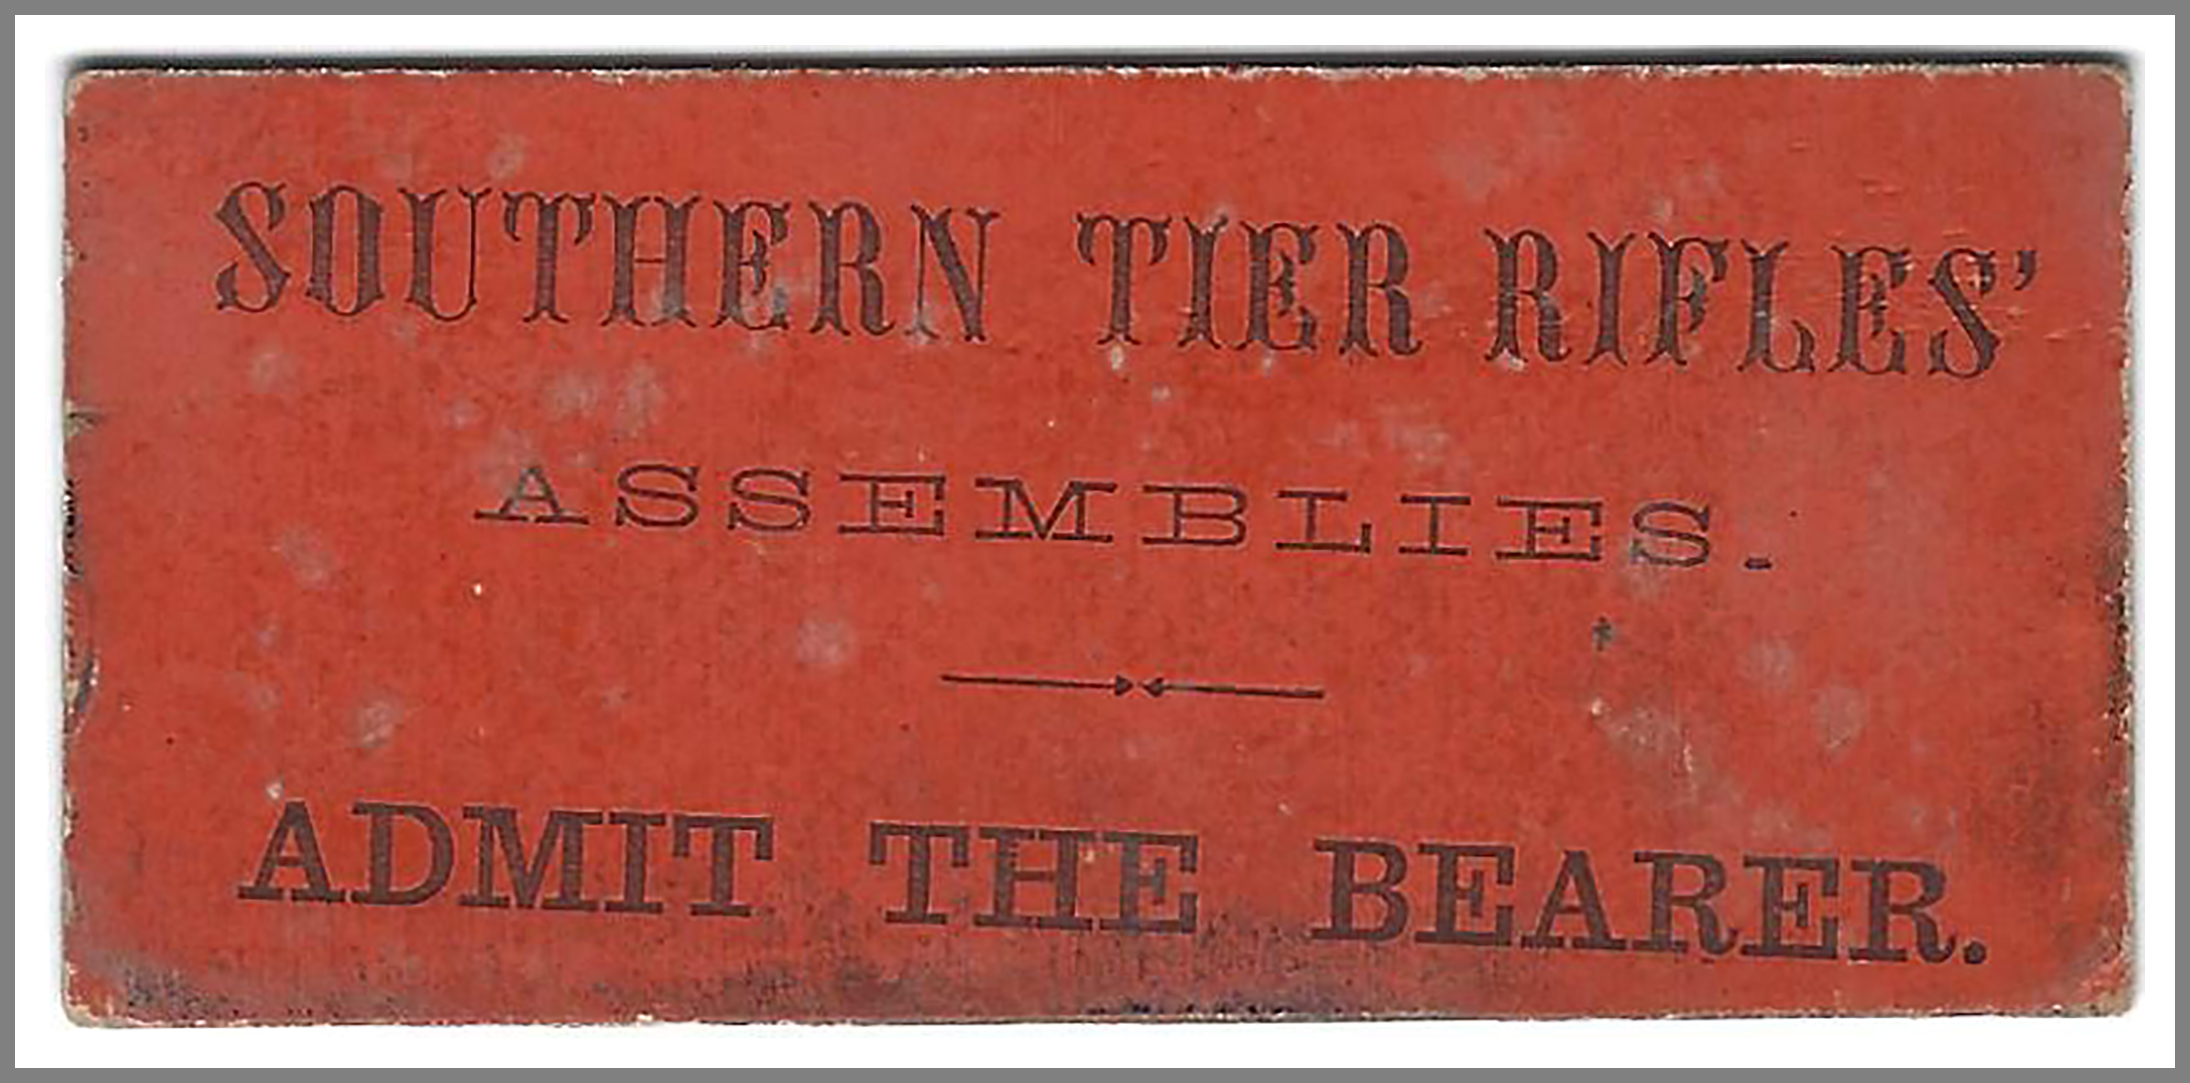 SOUTHERN TIER RIFLES'
ASSEMBLIES.
ADMIT THE BEARER.